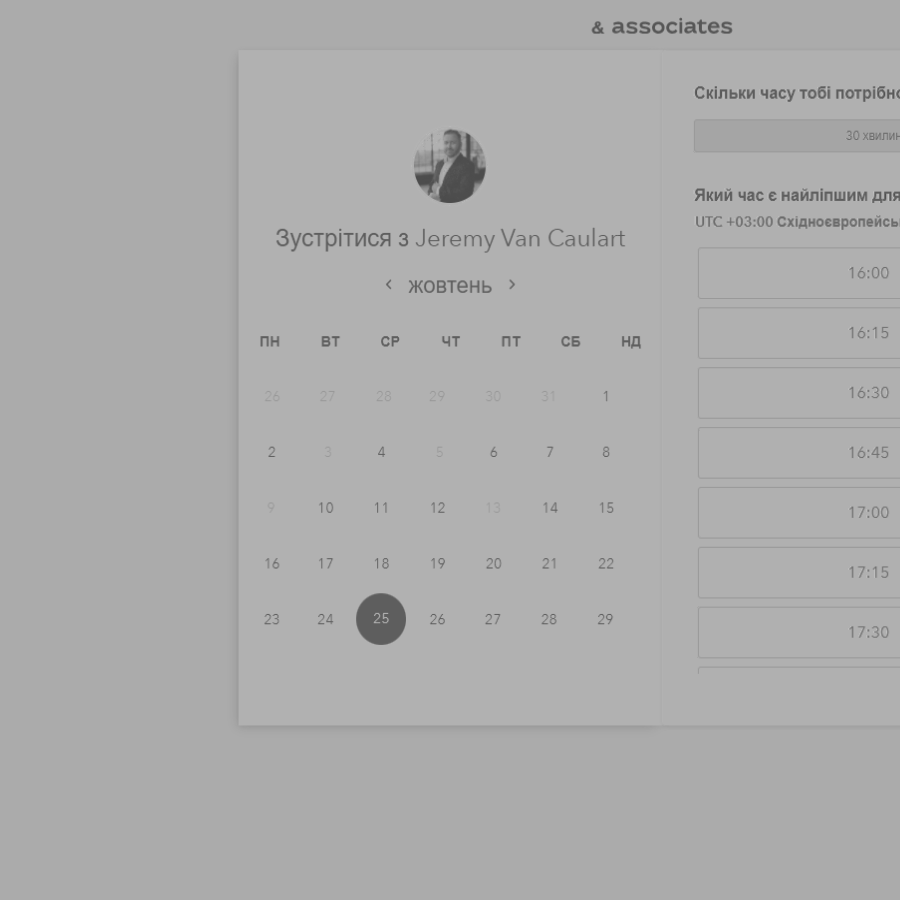 & associates
Зустрітися з Jeremy Van Caulart
жовтень
ПН ВТ СР ЧТ ПТ СБ НД
26 27 28 29 30 31 1
2 3 4 5 6 7 8
9 10 11 12 13 14 15
16 17 18 19 20 21 22
23 24 25 26 27 28 29
Скільки часу тобі
30
Який час є найліпшим для
UTC +03:00
16:00
16:15
16:30
16:45
17:00
17:15
17:30